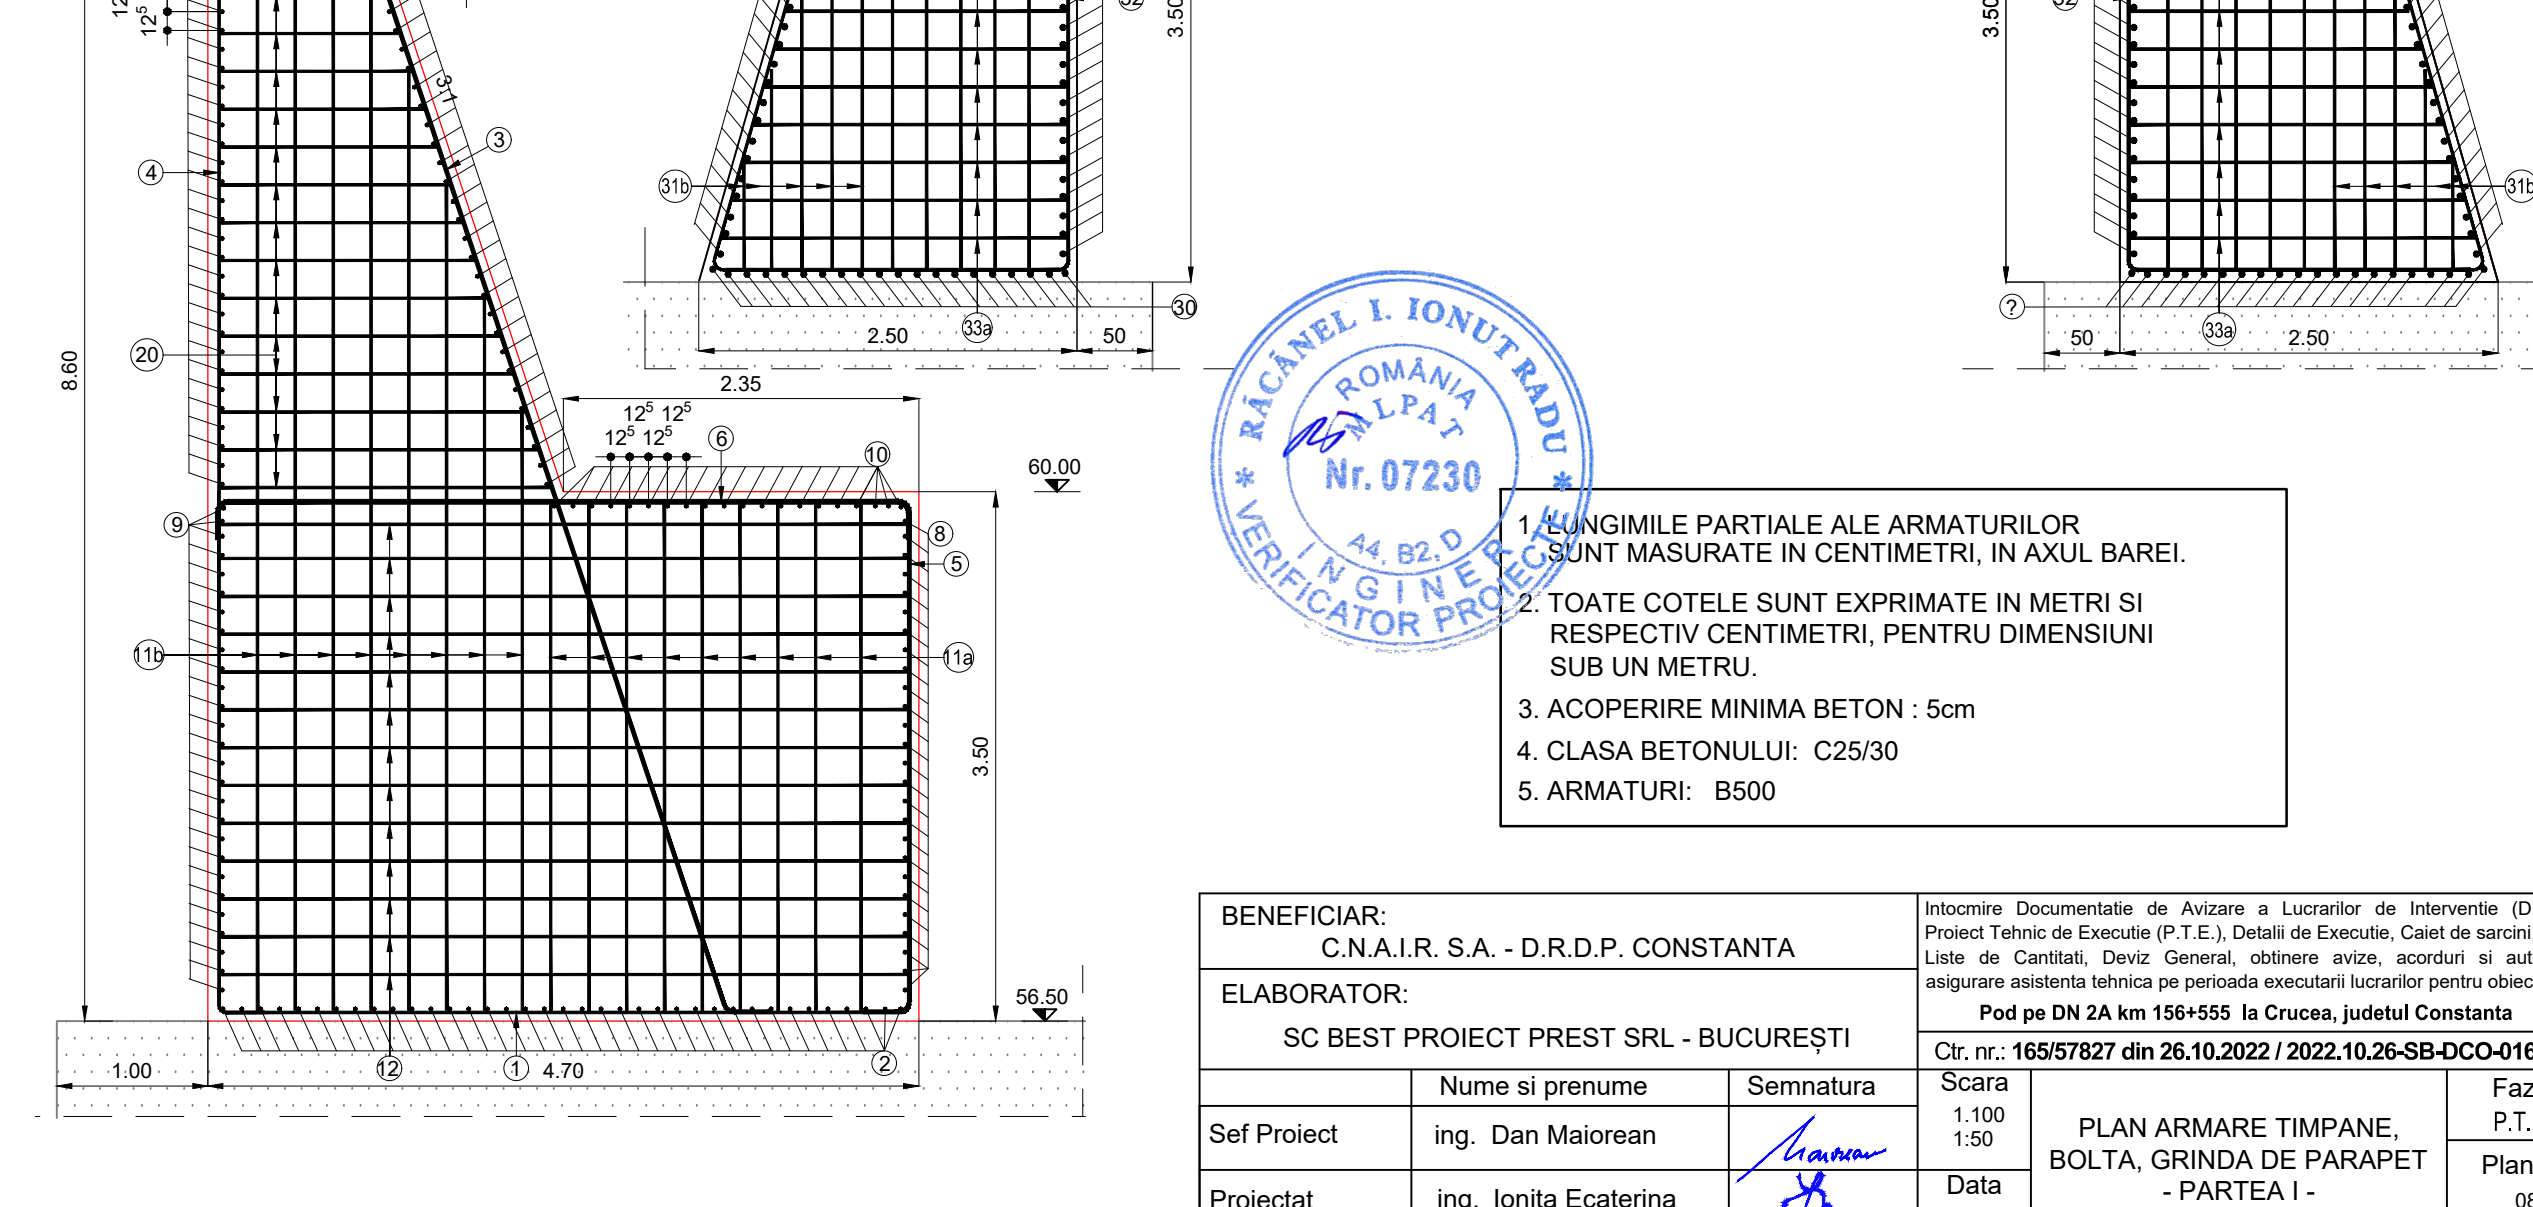 12⁵
3:1
3
4
20
8.60
31b
33a
30
2.50
50
3.50
2.35
12⁵ 12⁵
12⁵ 12⁵
6
10
60.00
9
8
5
11b
11a
3.50
56.50
1.00
12
1
4.70
2
3.50
31b
?
33a
50
2.50
RĂCĂNEL I. IONUT RADU
* VERIFICATOR PROIECTE *
ROMÂNIA
MLPAT
Nr. 07230
A4, B2, D
INGINER
1. LUNGIMILE PARTIALE ALE ARMATURILOR
SUNT MASURATE IN CENTIMETRI, IN AXUL BAREI.
2. TOATE COTELE SUNT EXPRIMATE IN METRI SI
RESPECTIV CENTIMETRI, PENTRU DIMENSIUNI
SUB UN METRU.
3. ACOPERIRE MINIMA BETON : 5cm
4. CLASA BETONULUI: C25/30
5. ARMATURI: B500
BENEFICIAR:
C.N.A.I.R. S.A. - D.R.D.P. CONSTANTA
ELABORATOR:
SC BEST PROIECT PREST SRL - BUCUREȘTI
Intocmire Documentatie de Avizare a Lucrarilor de Interventie (D
Proiect Tehnic de Executie (P.T.E.), Detalii de Executie, Caiet de sarcini
Liste de Cantitati, Deviz General, obtinere avize, acorduri si aut
asigurare asistenta tehnica pe perioada executarii lucrarilor pentru obiec
Pod pe DN 2A km 156+555 la Crucea, judetul Constanta
Ctr. nr.: 165/57827 din 26.10.2022 / 2022.10.26-SB-DCO-016
Nume si prenume
Semnatura
Scara
1.100
1:50
Sef Proiect
ing. Dan Maiorean
Proiectat
ing. Ionita Ecaterina
Data
PLAN ARMARE TIMPANE,
BOLTA, GRINDA DE PARAPET
- PARTEA I -
Faz
P.T.
Plan
08